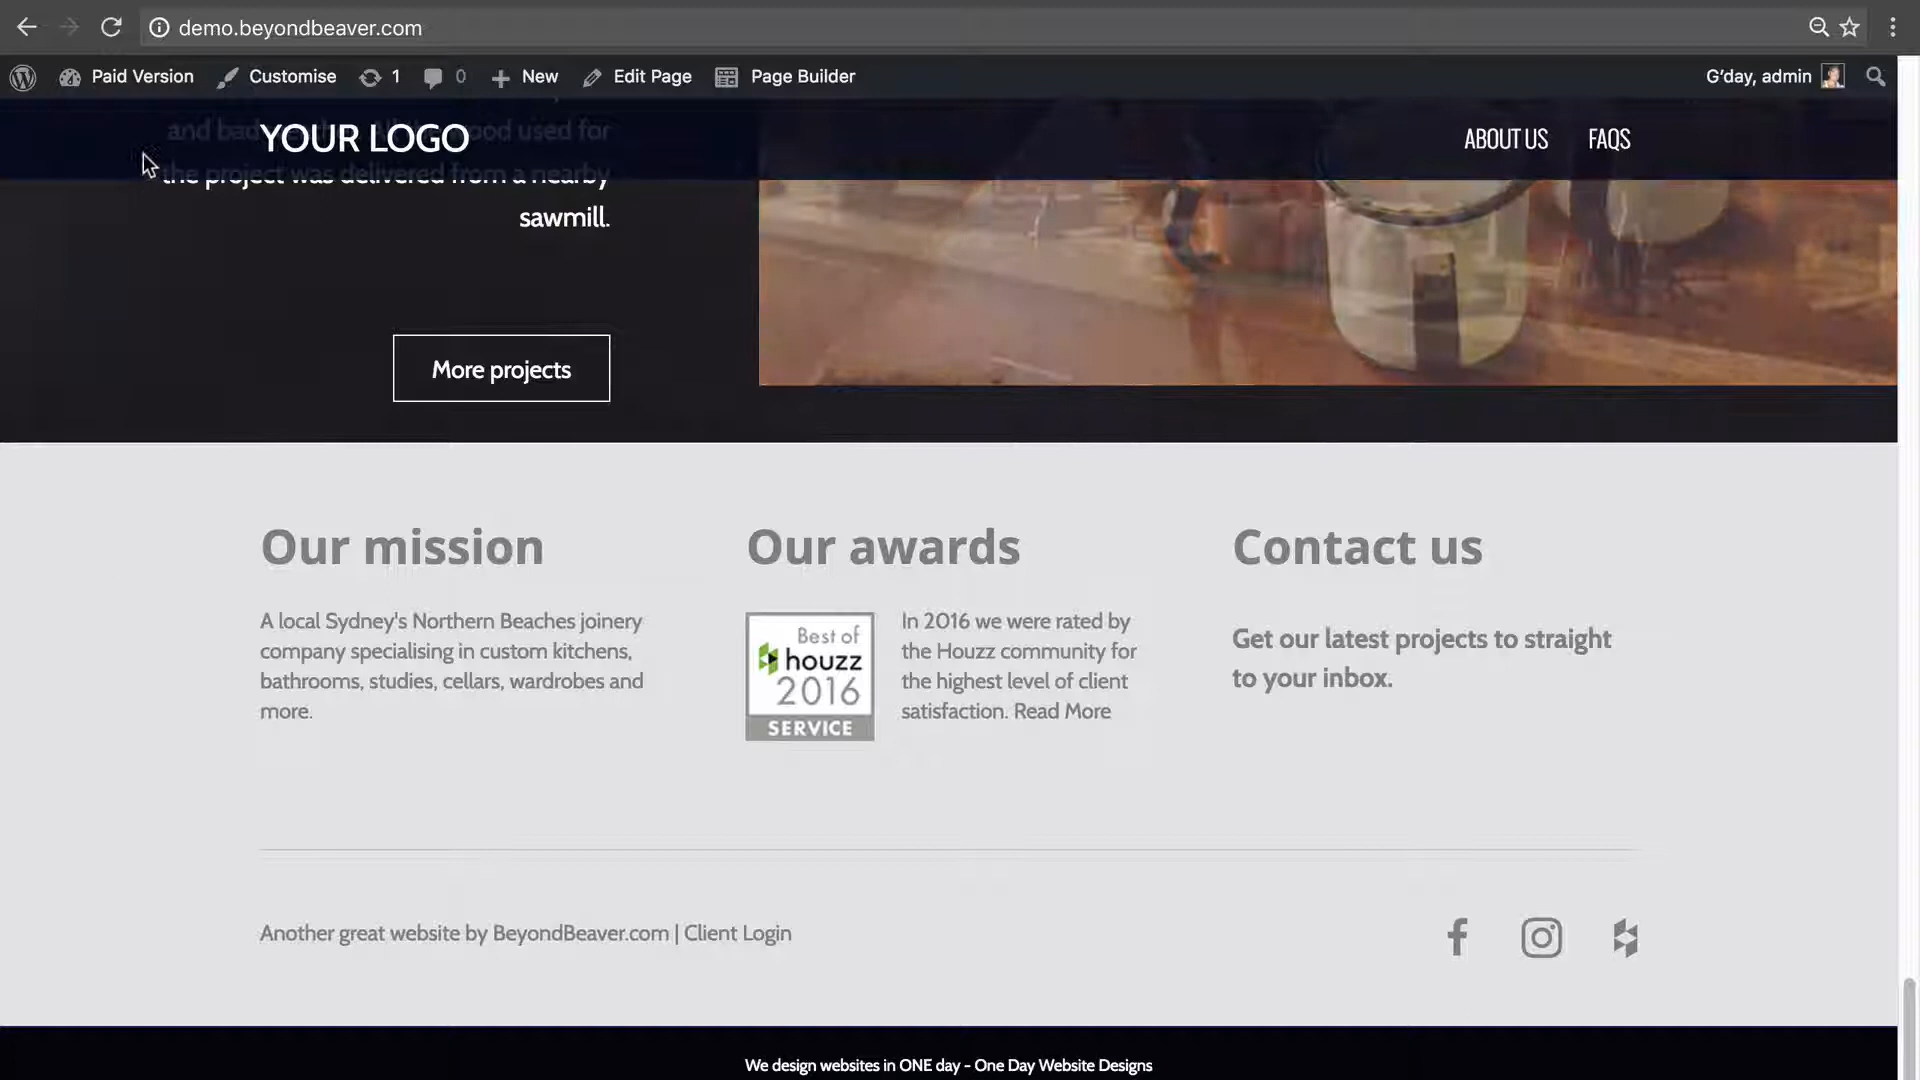 demo.beyondbeaver.com
Paid Version Customise 1 0 New Edit Page Page Builder G'day, admin
and bad ood used for
YOUR LOGO ABOUT US FAQS
the project was delivered from a nearby
sawmill.
More projects
Our mission
A local Sydney's Northern Beaches joinery
company specialising in custom kitchens,
bathrooms, studies, cellars, wardrobes and
more.
Our awards
Best of
houzz
2016
SERVICE
In 2016 we were rated by
the Houzz community for
the highest level of client
satisfaction. Read More
Contact us
Get our latest projects to straight
to your inbox.
Another great website by BeyondBeaver.com | Client Login
We design websites in ONE day - One Day Website Designs